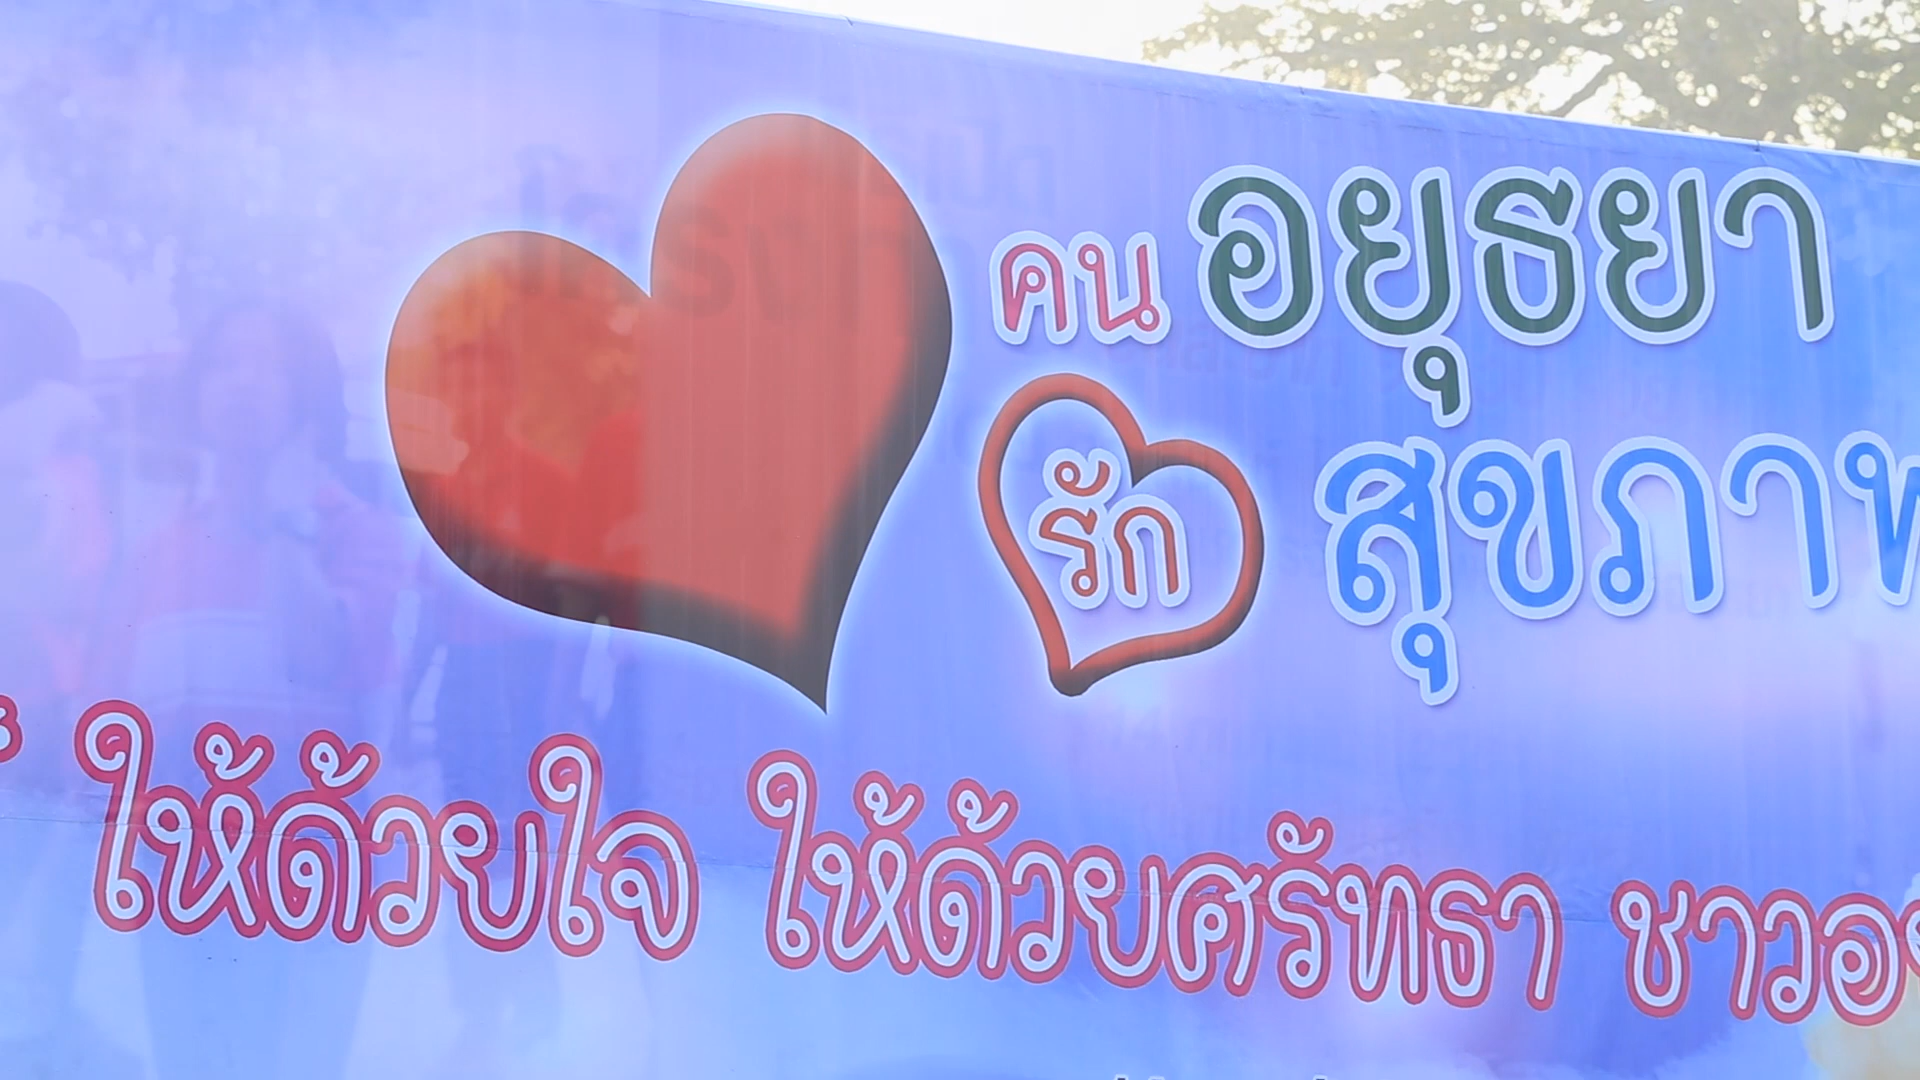 คน อยุธยา
รัก สุขภาพ
ให้ด้วยใจ ให้ด้วยศรัทธา ชาวอ